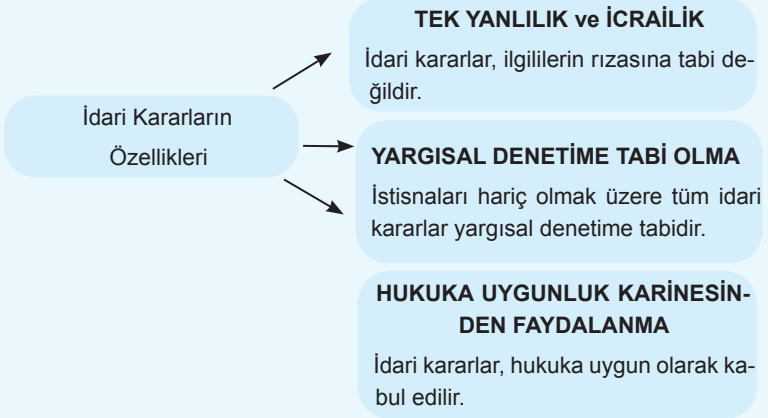 İdari Kararların
Özellikleri
TEK YANLILIK ve İCRAİLİK
İdari kararlar, ilgililerin rızasına tabi de-
ğildir.
YARGISAL DENETİME TABİ OLMA
İstisnaları hariç olmak üzere tüm idari
kararlar yargısal denetime tabidir.
HUKUKA UYGUNLUK KARİNESİN-
DEN FAYDALANMA
İdari kararlar, hukuka uygun olarak ka-
bul edilir.